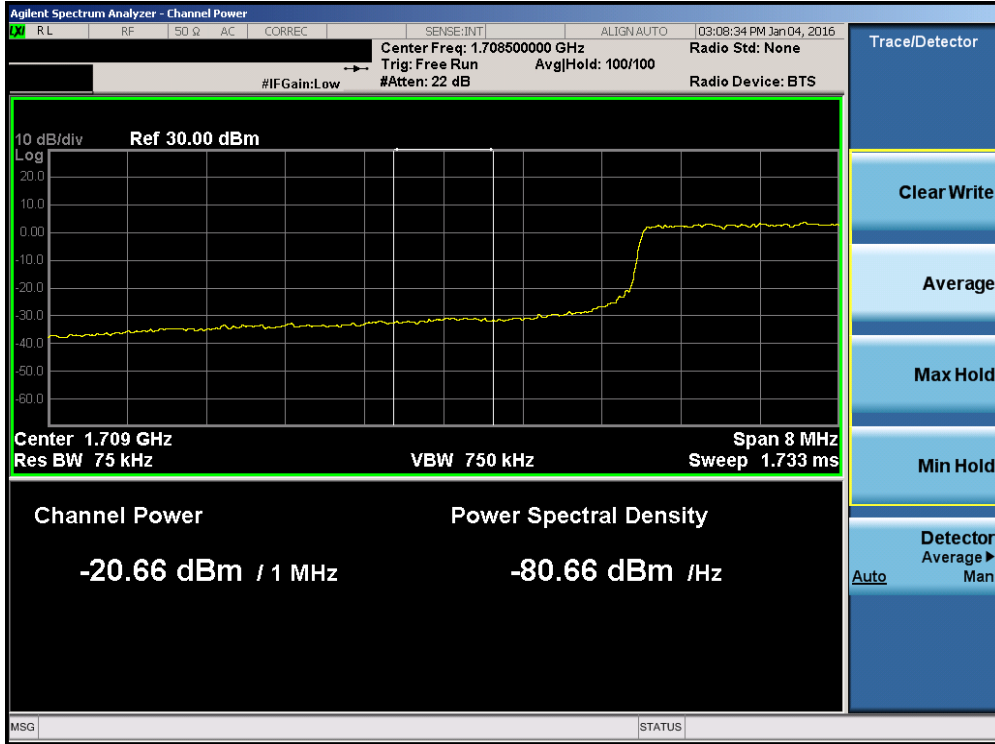 Agilent Spectrum Analyzer - Channel Power
LXI RL RF 50 Ω AC CORREC SENSE:INT ALIGN AUTO 03:08:34 PM Jan 04, 2016
Center Freq: 1.708500000 GHz Radio Std: None
Trig: Free Run Avg|Hold: 100/100
#IFGain:Low #Atten: 22 dB Radio Device: BTS
10 dB/div Ref 30.00 dBm
Log
20.0
10.0
0.00
-10.0
-20.0
-30.0
-40.0
-50.0
-60.0
Center 1.709 GHz Span 8 MHz
Res BW 75 kHz VBW 750 kHz Sweep 1.733 ms
Channel Power Power Spectral Density
-20.66 dBm / 1 MHz -80.66 dBm /Hz
MSG STATUS
Trace/Detector
Clear Write
Average
Max Hold
Min Hold
Detector
Average
Auto Man